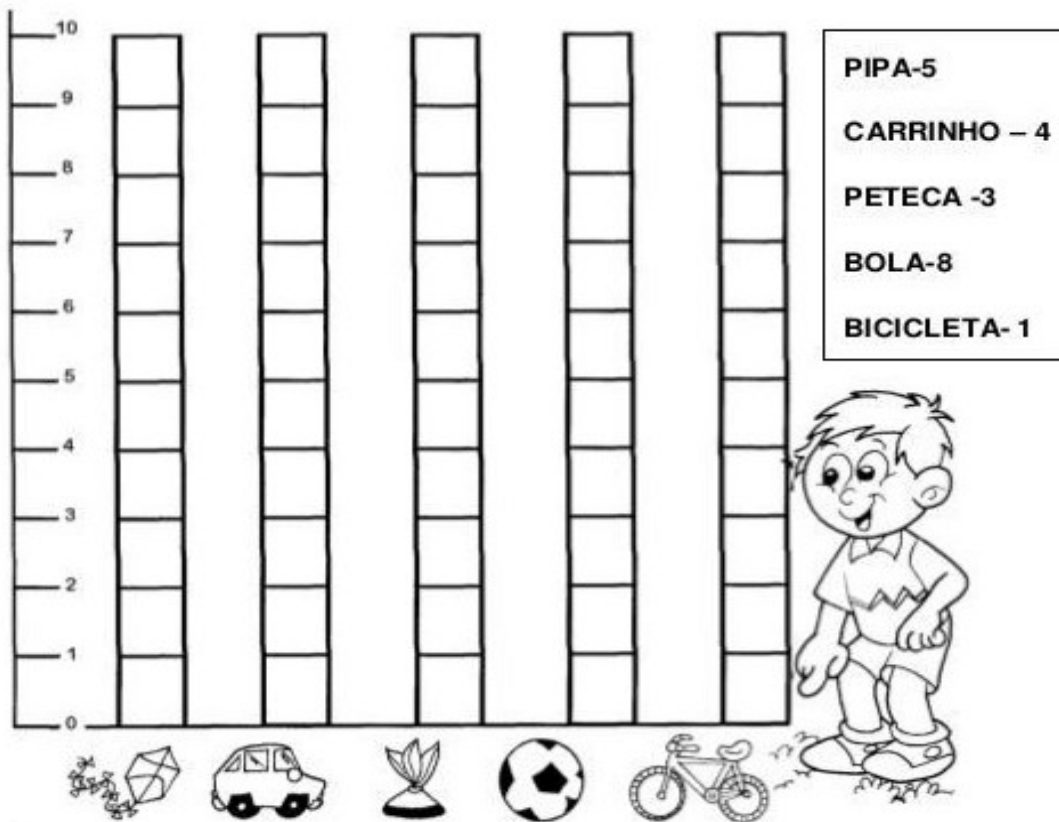 10
9
8
7
6
5
4
3
2
1
0
PIPA-5
CARRINHO – 4
PETECA -3
BOLA-8
BICICLETA- 1